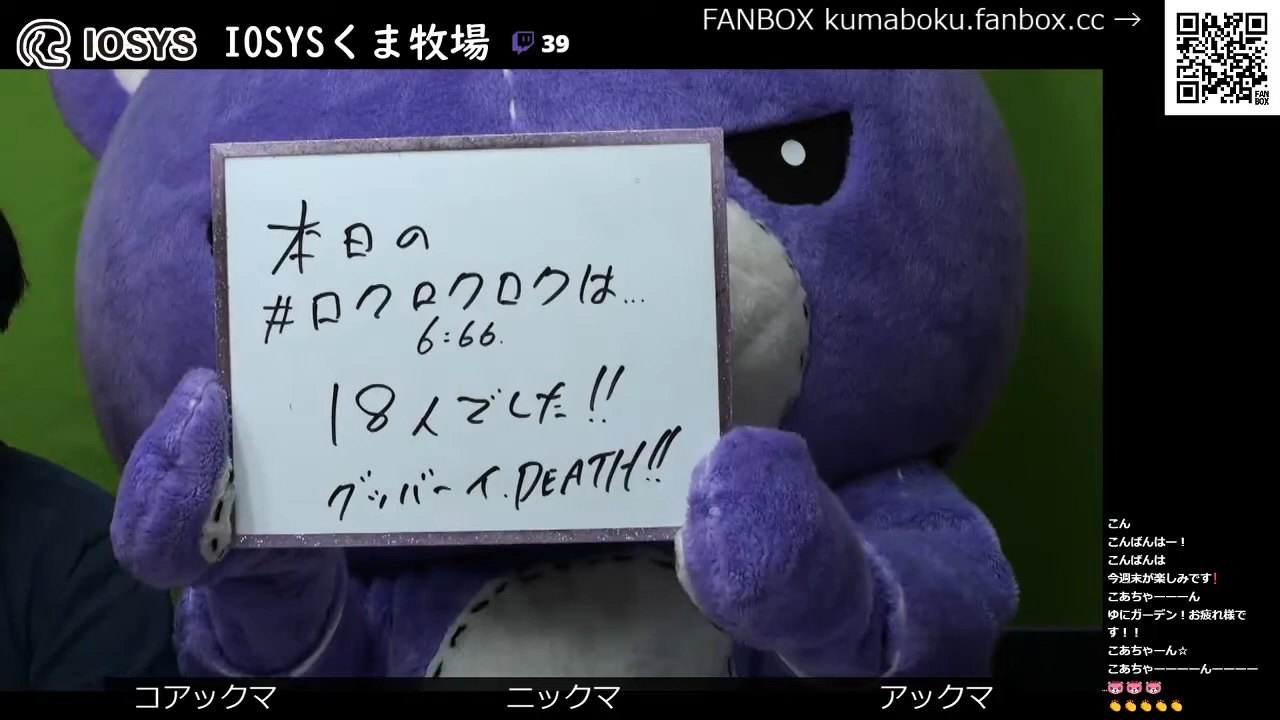 FANBOX kumaboku.fanbox.cc →
IOSYS IOSYSくま牧場 39
FAN
BOX
本日の
#ロクロクロクは…
6:66.
18人でした!!
グッバーイ.DEATH!!
こん
こんばんはー!
こんばんは
今週末が楽しみです❗
こあちゃーーーん
ゆにガーデン!お疲れ様で
す!!
こあちゃーん☆
こあちゃーーーーんーーーー
コアックマ ニックマ アックマ